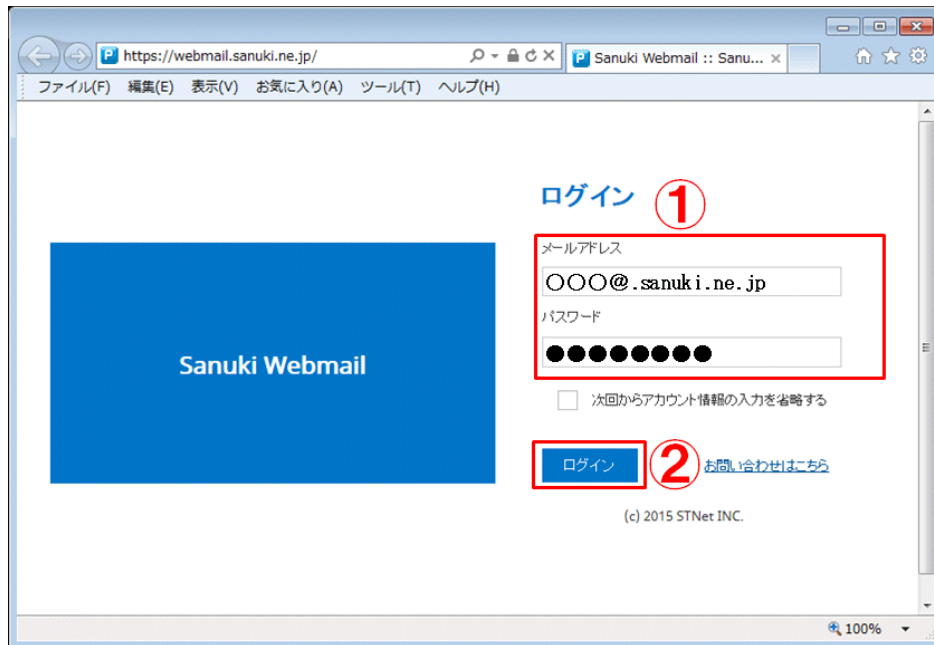 https://webmail.sanuki.ne.jp/
Sanuki Webmail :: Sanu...
ファイル(F) 編集(E) 表示(V) お気に入り(A) ツール(T) ヘルプ(H)
ログイン ①
メールアドレス
〇〇〇@.sanuki.ne.jp
パスワード
●●●●●●●●
Sanuki Webmail
次回からアカウント情報の入力を省略する
ログイン ② お問い合わせはこちら
(c) 2015 STNet INC.
100%